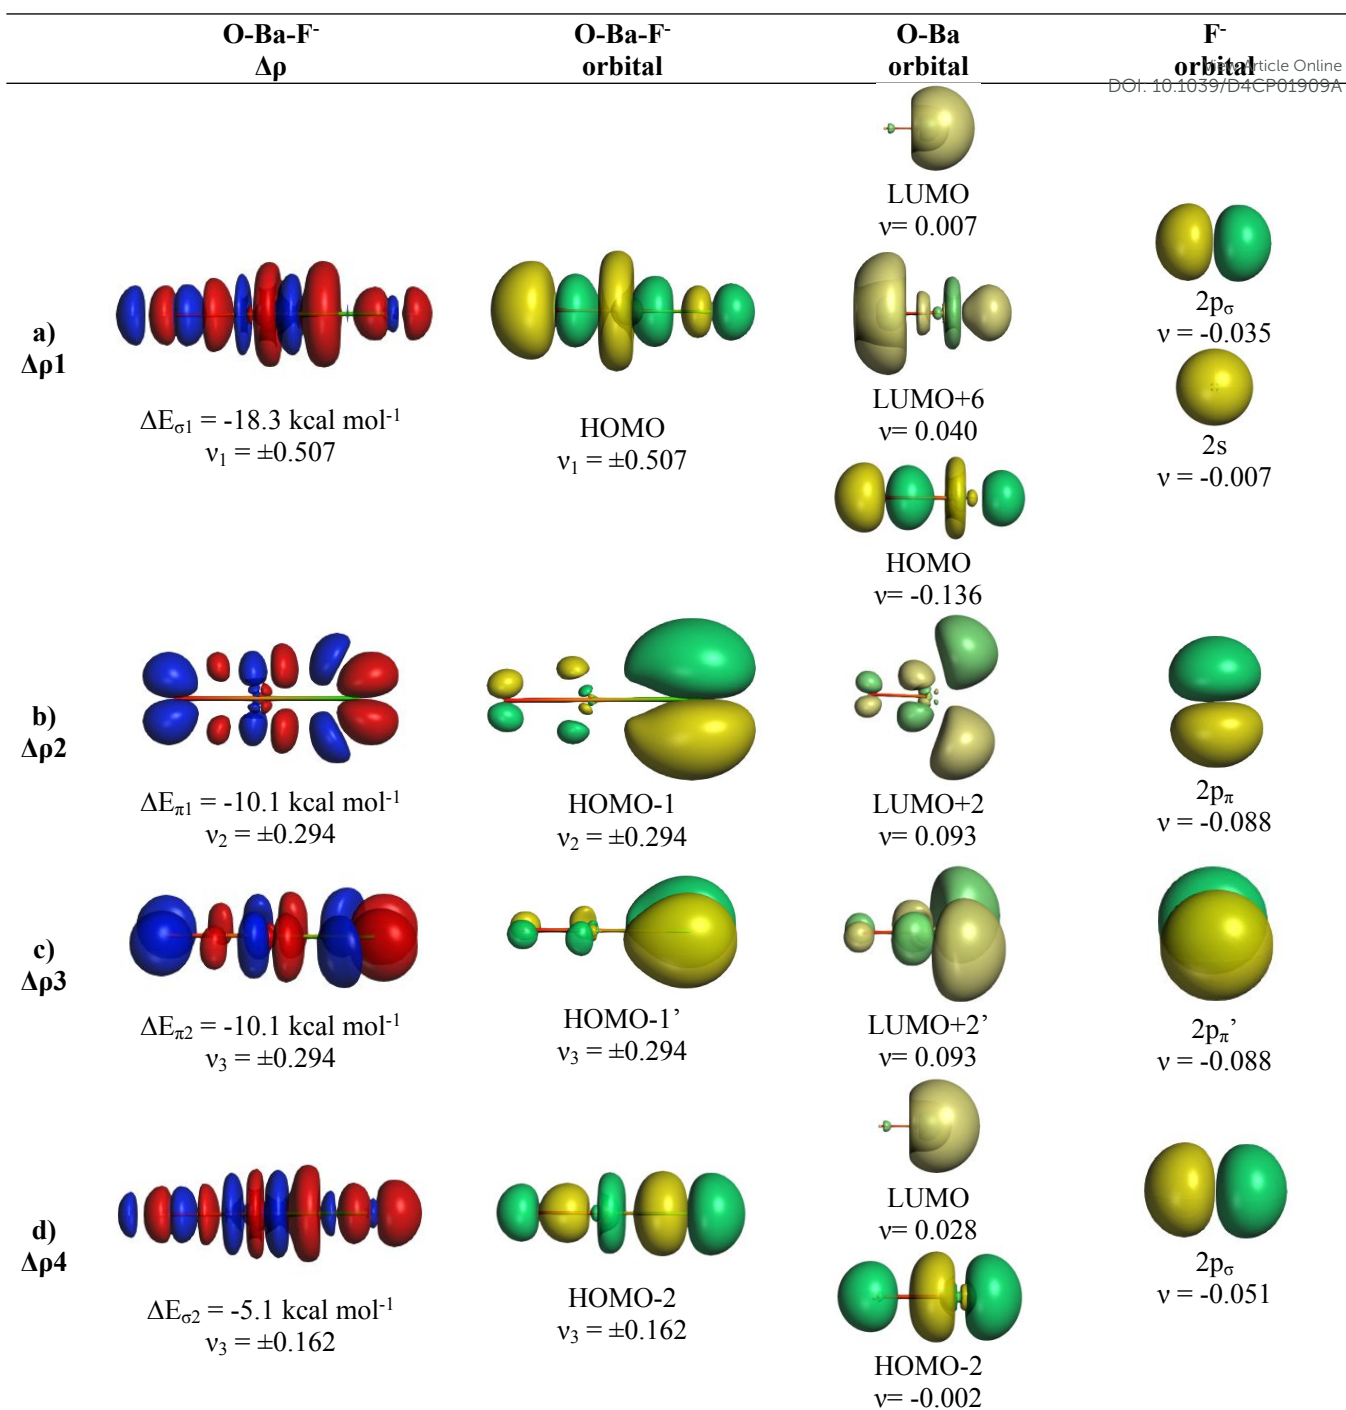 O-Ba-F-
Δρ
O-Ba-F-
orbital
O-Ba
orbital
F-
orbital
View Article Online
DOI: 10.1039/D4CP01909A
a)
Δρ1
ΔEσ1 = -18.3 kcal mol-1
ν1 = ±0.507
HOMO
ν1 = ±0.507
LUMO
ν= 0.007
LUMO+6
ν= 0.040
HOMO
ν= -0.136
2pσ
ν = -0.035
2s
ν = -0.007
b)
Δρ2
ΔEπ1 = -10.1 kcal mol-1
ν2 = ±0.294
HOMO-1
ν2 = ±0.294
LUMO+2
ν= 0.093
2pπ
ν = -0.088
c)
Δρ3
ΔEπ2 = -10.1 kcal mol-1
ν3 = ±0.294
HOMO-1’
ν3 = ±0.294
LUMO+2’
ν= 0.093
2pπ’
ν = -0.088
d)
Δρ4
ΔEσ2 = -5.1 kcal mol-1
ν3 = ±0.162
HOMO-2
ν3 = ±0.162
LUMO
ν= 0.028
HOMO-2
ν= -0.002
2pσ
ν = -0.051